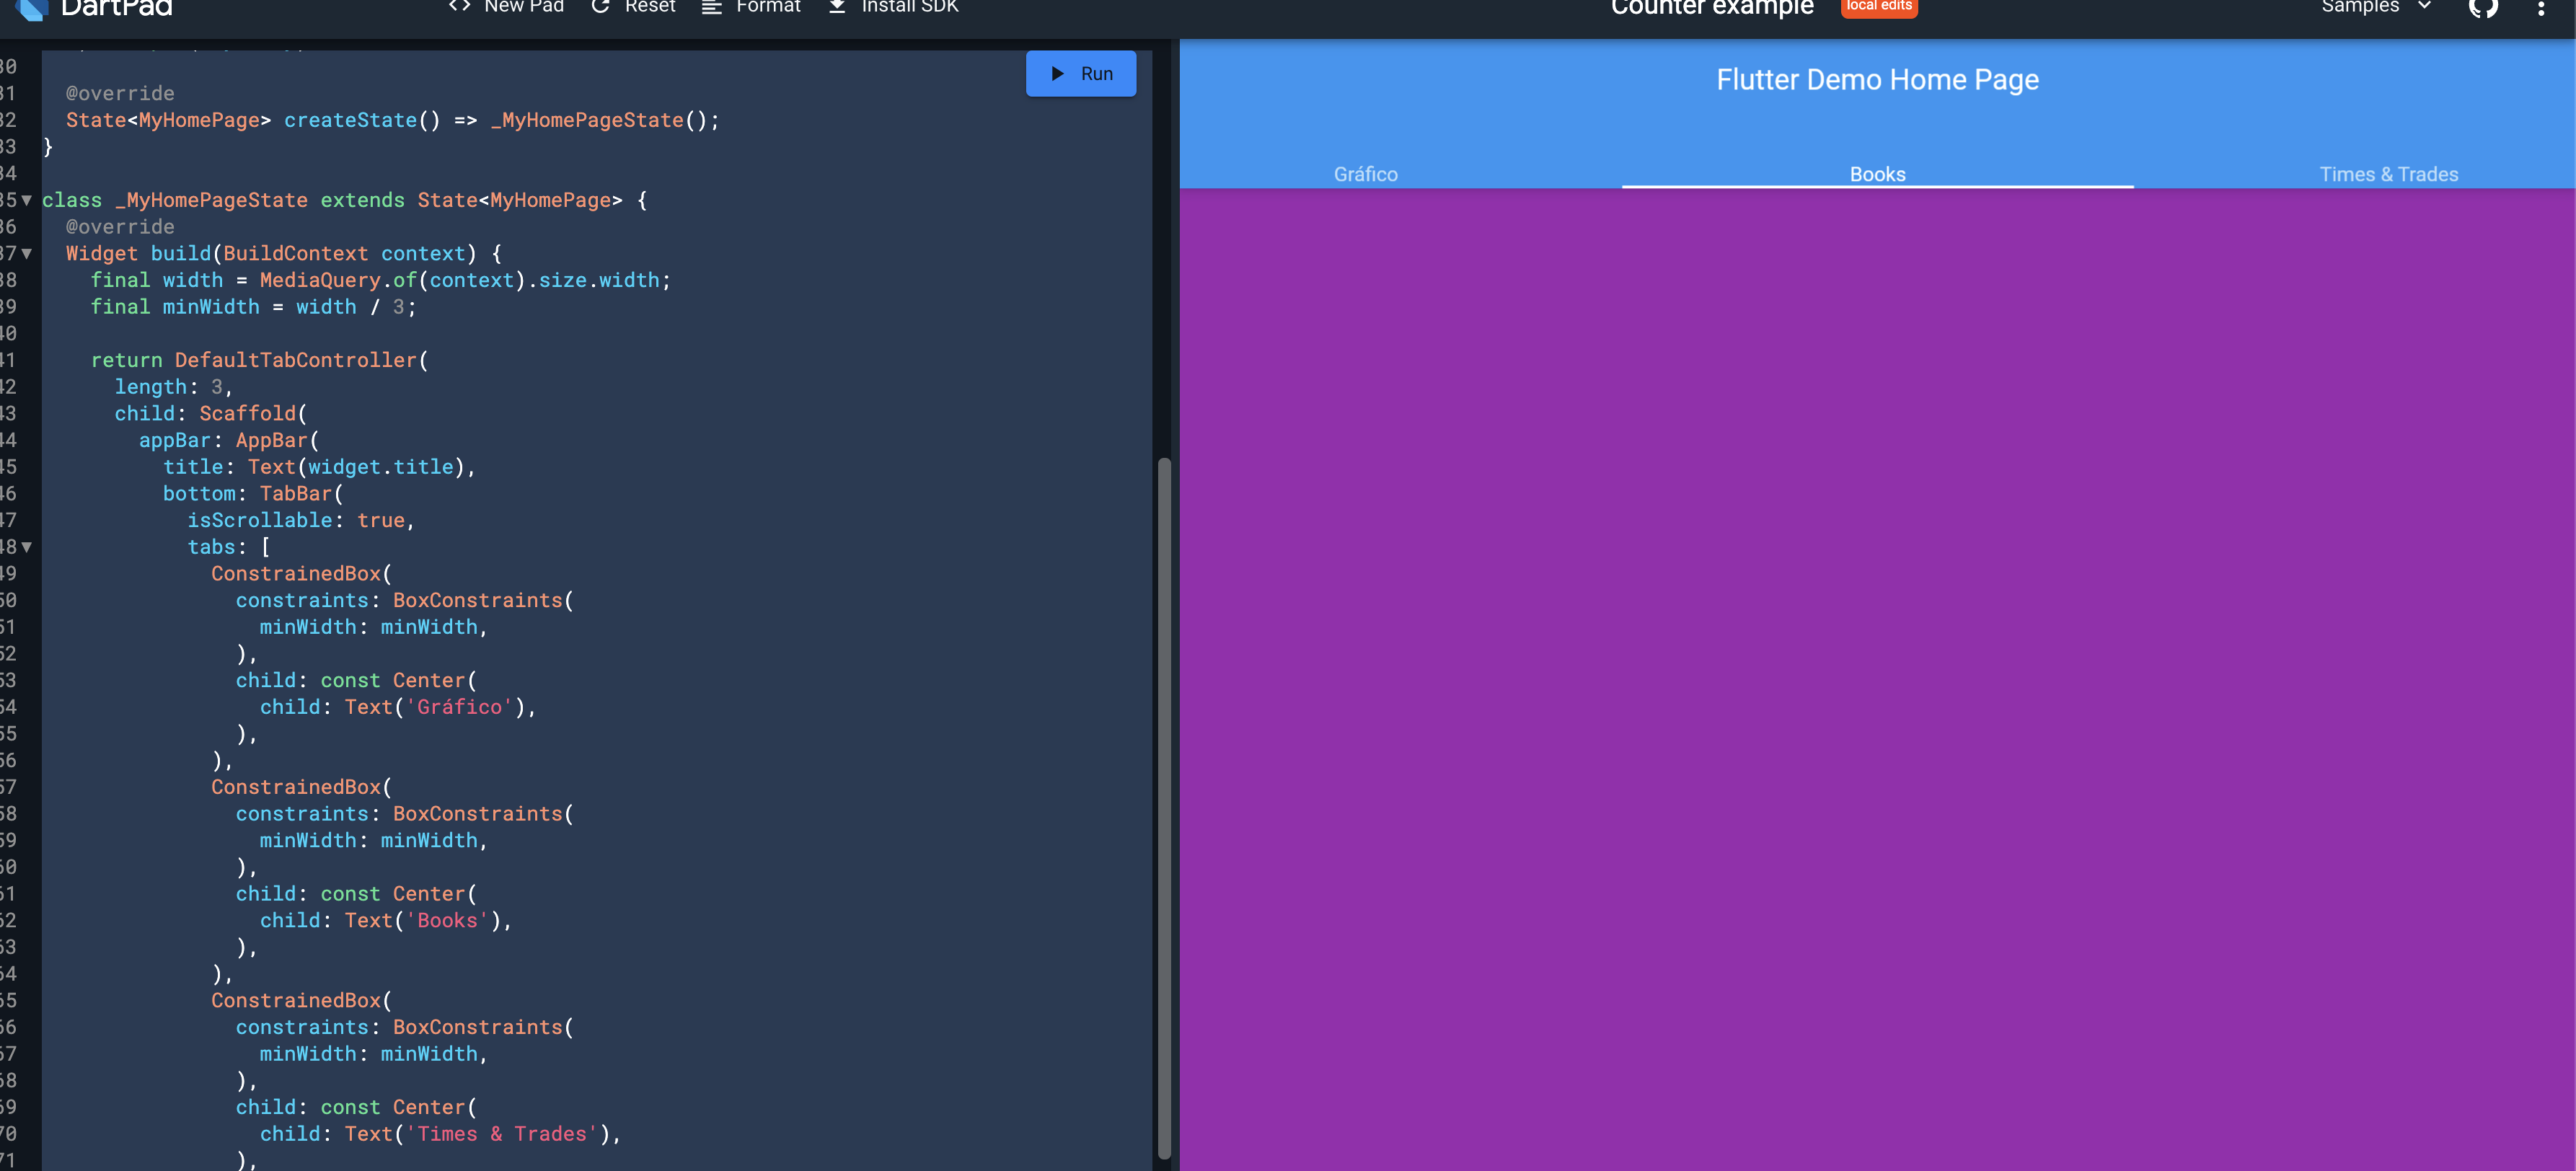 DartPad
<> New Pad
Reset
Format
Install SDK
Counter example
local edits
Samples
Run
30
31 @override
32 State<MyHomePage> createState() => _MyHomePageState();
33 }
34
35 class _MyHomePageState extends State<MyHomePage> {
36 @override
37 Widget build(BuildContext context) {
38 final width = MediaQuery.of(context).size.width;
39 final minWidth = width / 3;
40
41 return DefaultTabController(
42 length: 3,
43 child: Scaffold(
44 appBar: AppBar(
45 title: Text(widget.title),
46 bottom: TabBar(
47 isScrollable: true,
48 tabs: [
49 ConstrainedBox(
50 constraints: BoxConstraints(
51 minWidth: minWidth,
52 ),
53 child: const Center(
54 child: Text('Gráfico'),
55 ),
56 ),
57 ConstrainedBox(
58 constraints: BoxConstraints(
59 minWidth: minWidth,
60 ),
61 child: const Center(
62 child: Text('Books'),
63 ),
64 ),
65 ConstrainedBox(
66 constraints: BoxConstraints(
67 minWidth: minWidth,
68 ),
69 child: const Center(
70 child: Text('Times & Trades'),
71 ),
Flutter Demo Home Page
Gráfico
Books
Times & Trades